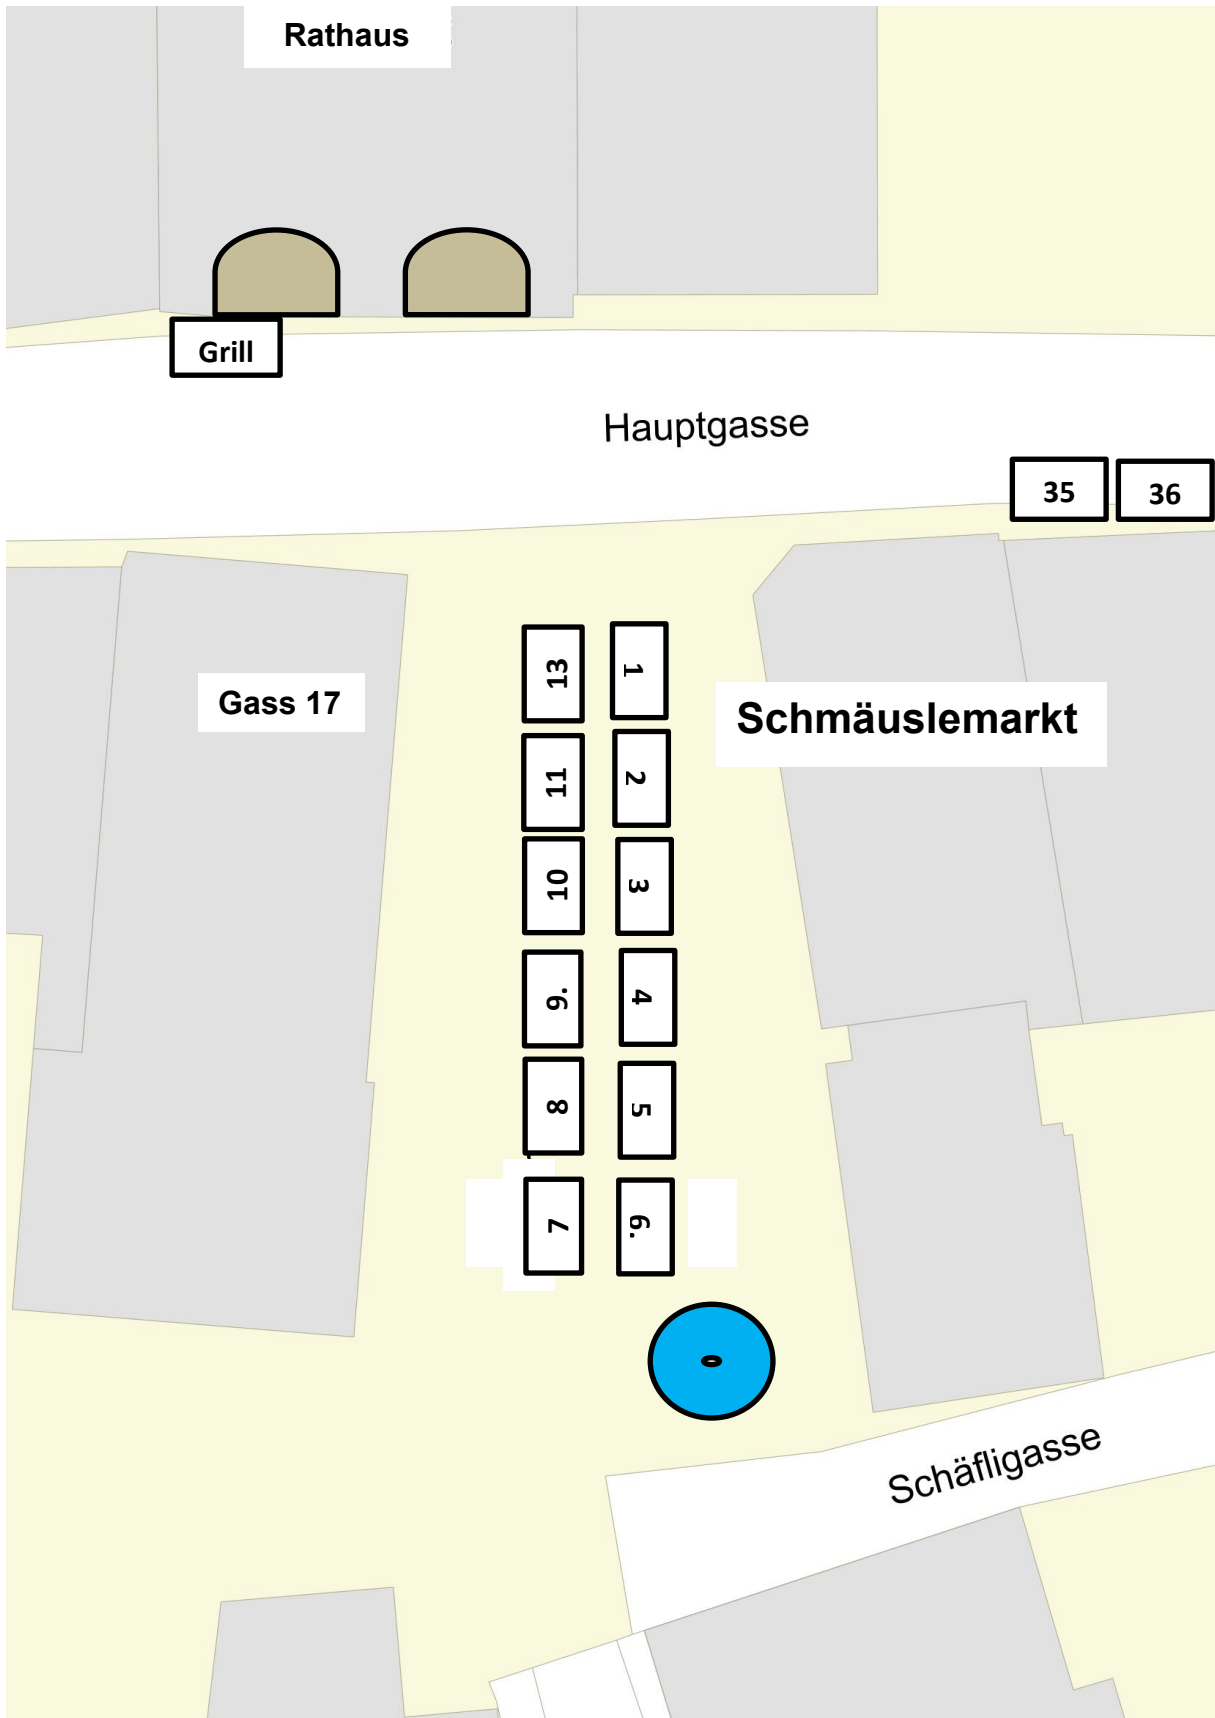 Rathaus
Grill
Hauptgasse
35 36
13 1
Gass 17
Schmäuslemarkt
11 2
10 3
9. 4
8 5
7 6.
Schäfligasse